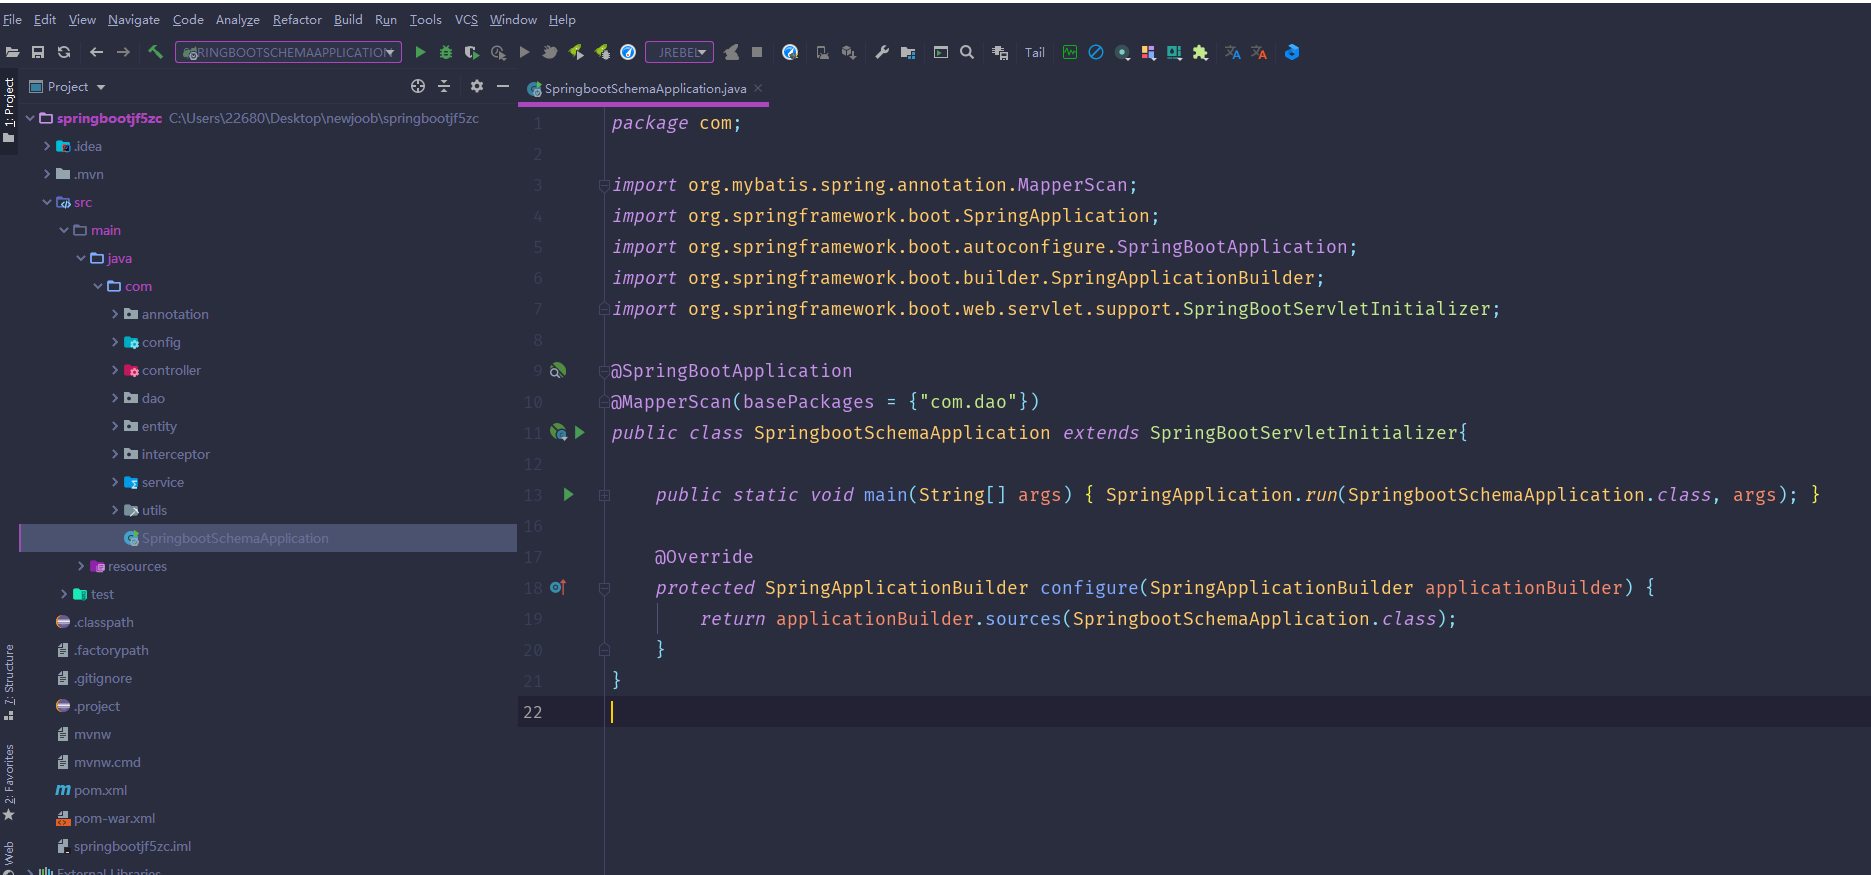 File Edit View Navigate Code Analyze Refactor Build Run Tools VCS Window Help
SPRINGBOOTSCHEMAAPPLICATION JREBEL Tail
1: Project
Project
SpringbootSchemaApplication.java
springbootjf5zc C:\Users\22680\Desktop\newjoob\springbootjf5zc
.idea
.mvn
src
main
java
com
annotation
config
controller
dao
entity
interceptor
service
utils
SpringbootSchemaApplication
resources
test
.classpath
.factorypath
.gitignore
.project
mvnw
mvnw.cmd
pom.xml
pom-war.xml
springbootjf5zc.iml
External Libraries
7: Structure
2: Favorites
Web
1 package com;
2
3 import org.mybatis.spring.annotation.MapperScan;
4 import org.springframework.boot.SpringApplication;
5 import org.springframework.boot.autoconfigure.SpringBootApplication;
6 import org.springframework.boot.builder.SpringApplicationBuilder;
7 import org.springframework.boot.web.servlet.support.SpringBootServletInitializer;
8
9 @SpringBootApplication
10 @MapperScan(basePackages = {"com.dao"})
11 public class SpringbootSchemaApplication extends SpringBootServletInitializer{
12
13 public static void main(String[] args) { SpringApplication.run(SpringbootSchemaApplication.class, args); }
16
17 @Override
18 protected SpringApplicationBuilder configure(SpringApplicationBuilder applicationBuilder) {
19 return applicationBuilder.sources(SpringbootSchemaApplication.class);
20 }
21 }
22